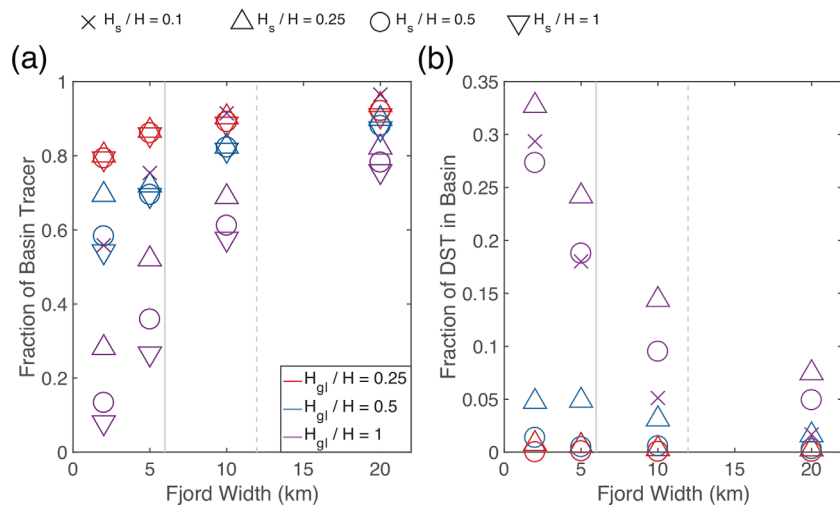 H_s / H = 0.1 H_s / H = 0.25 H_s / H = 0.5 H_s / H = 1
(a) (b)
1
0.8
0.6
0.4
0.2
0
Fraction of Basin Tracer
H_gl / H = 0.25
H_gl / H = 0.5
H_gl / H = 1
0 5 10 15 20
Fjord Width (km)
0.35
0.3
0.25
0.2
0.15
0.1
0.05
0
Fraction of DST in Basin
0 5 10 15 20
Fjord Width (km)